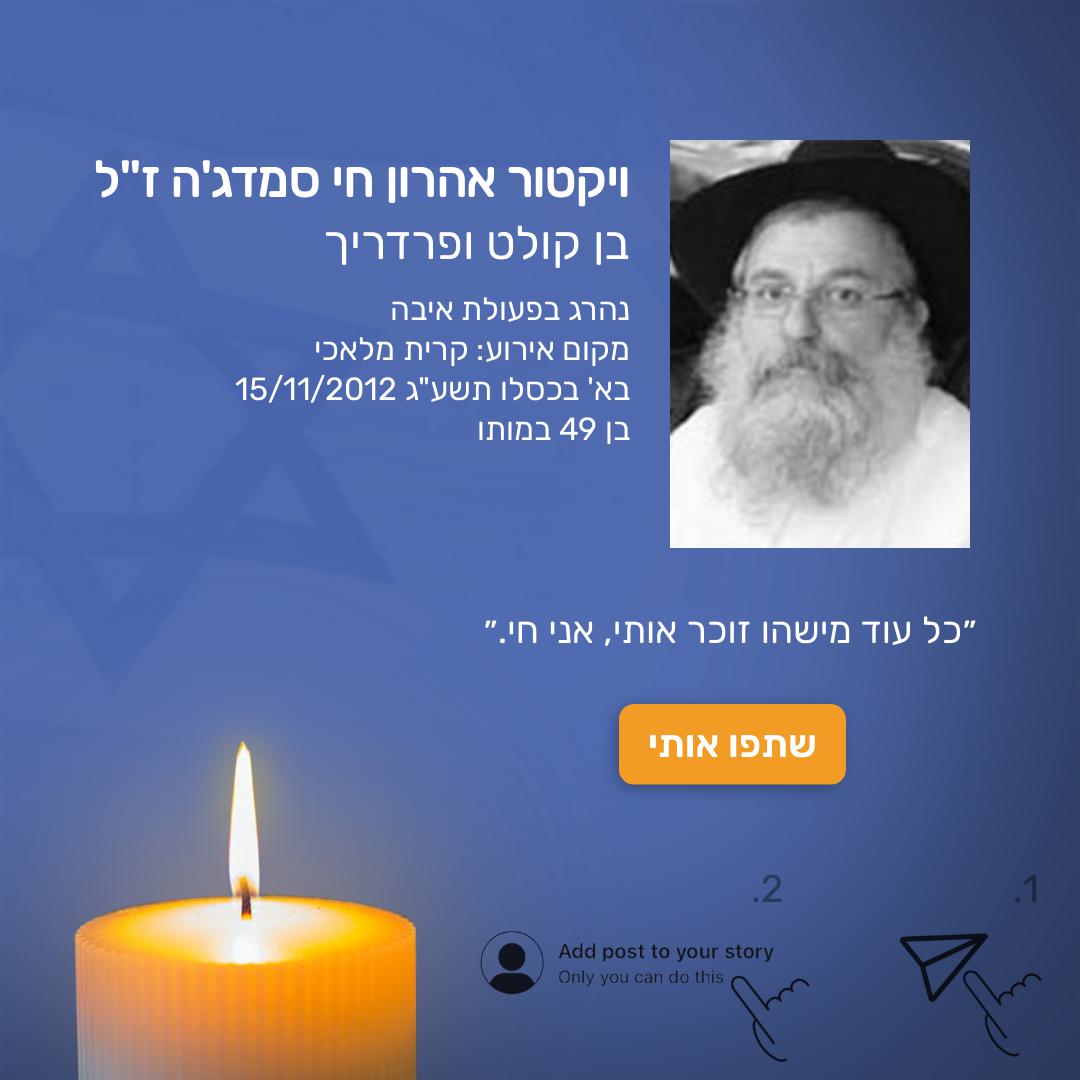 ויקטור אהרון חי סמדג'ה ז"ל
בן קולט ופרדריך
נהרג בפעולת איבה
מקום אירוע: קרית מלאכי
בא' בכסלו תשע"ג 15/11/2012
בן 49 במותו
״כל עוד מישהו זוכר אותי, אני חי.״
שתפו אותי
.1
.2
Add post to your story
Only you can do this